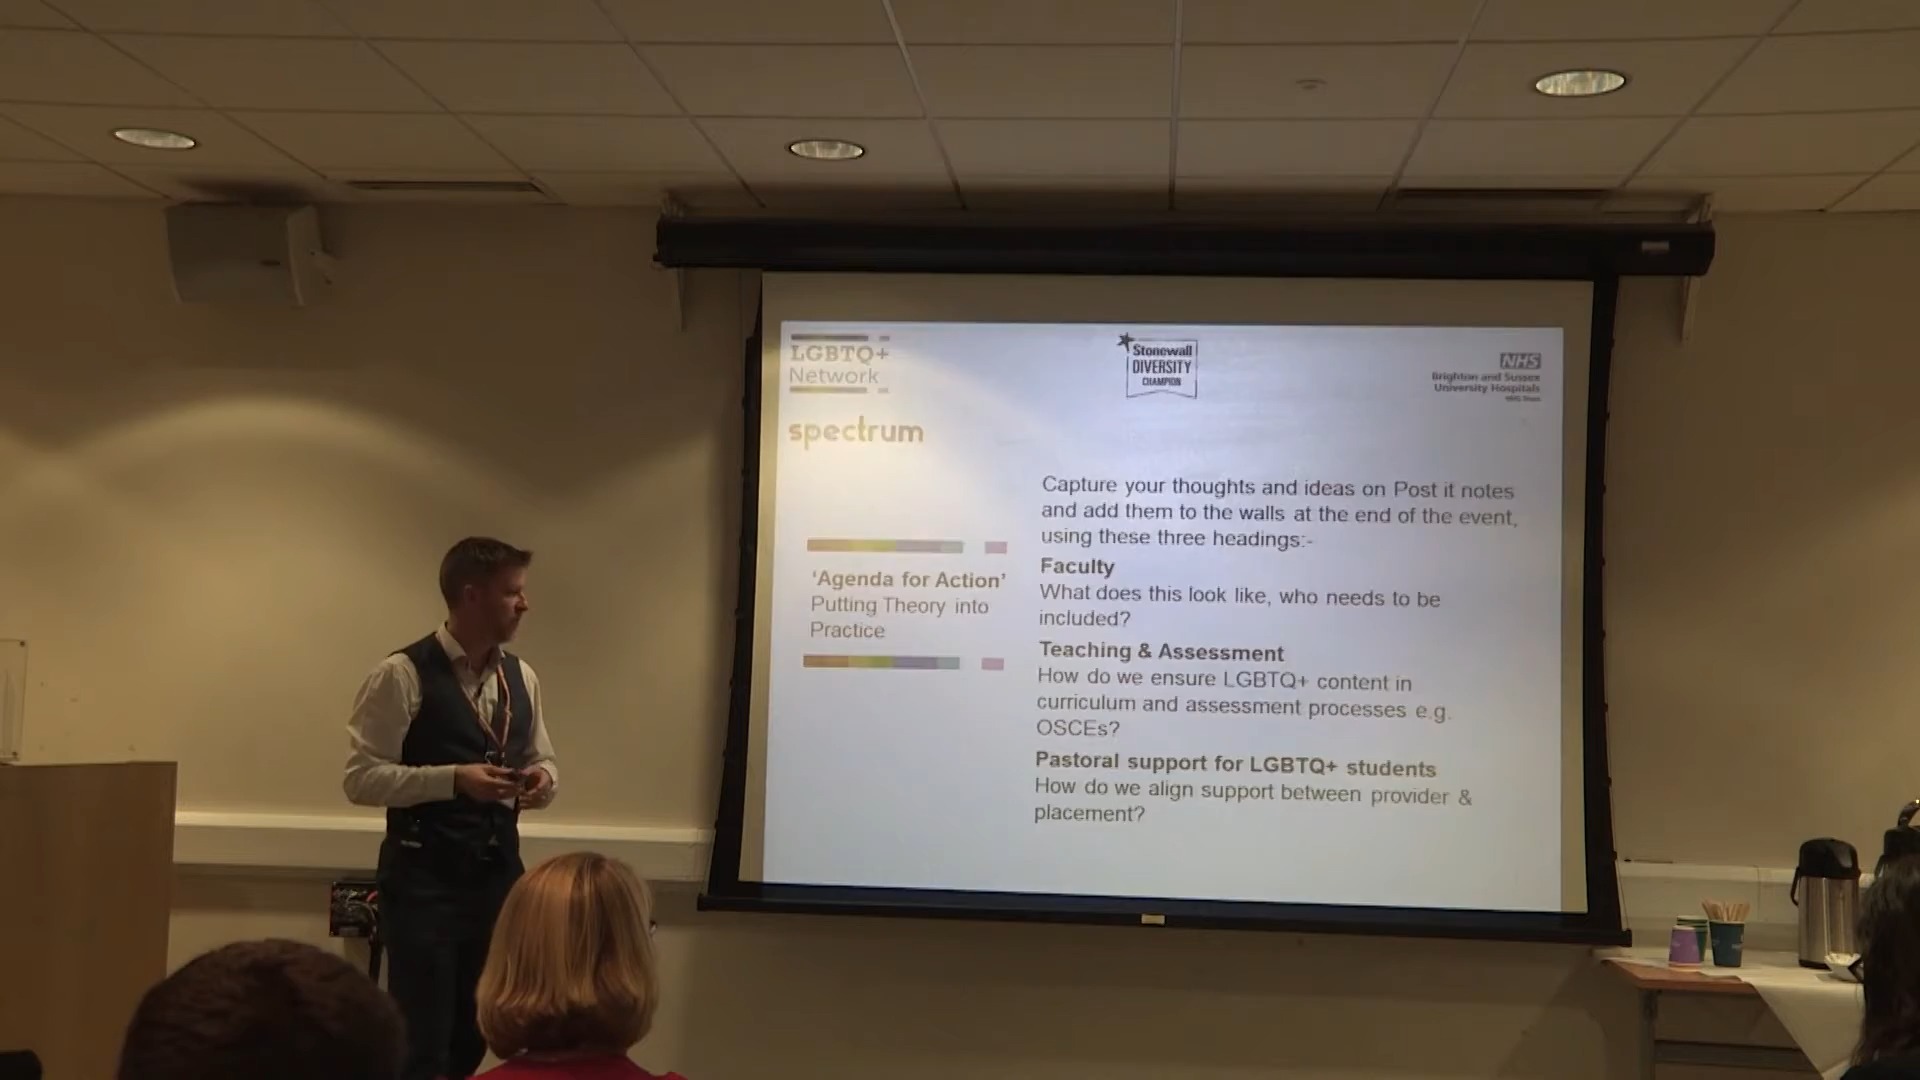 LGBTQ+
Network
spectrum
Stonewall
DIVERSITY
CHAMPION
NHS
Brighton and Sussex
University Hospitals
NHS Trust
'Agenda for Action'
Putting Theory into
Practice
Capture your thoughts and ideas on Post it notes
and add them to the walls at the end of the event,
using these three headings:-
Faculty
What does this look like, who needs to be
included?
Teaching & Assessment
How do we ensure LGBTQ+ content in
curriculum and assessment processes e.g.
OSCEs?
Pastoral support for LGBTQ+ students
How do we align support between provider &
placement?